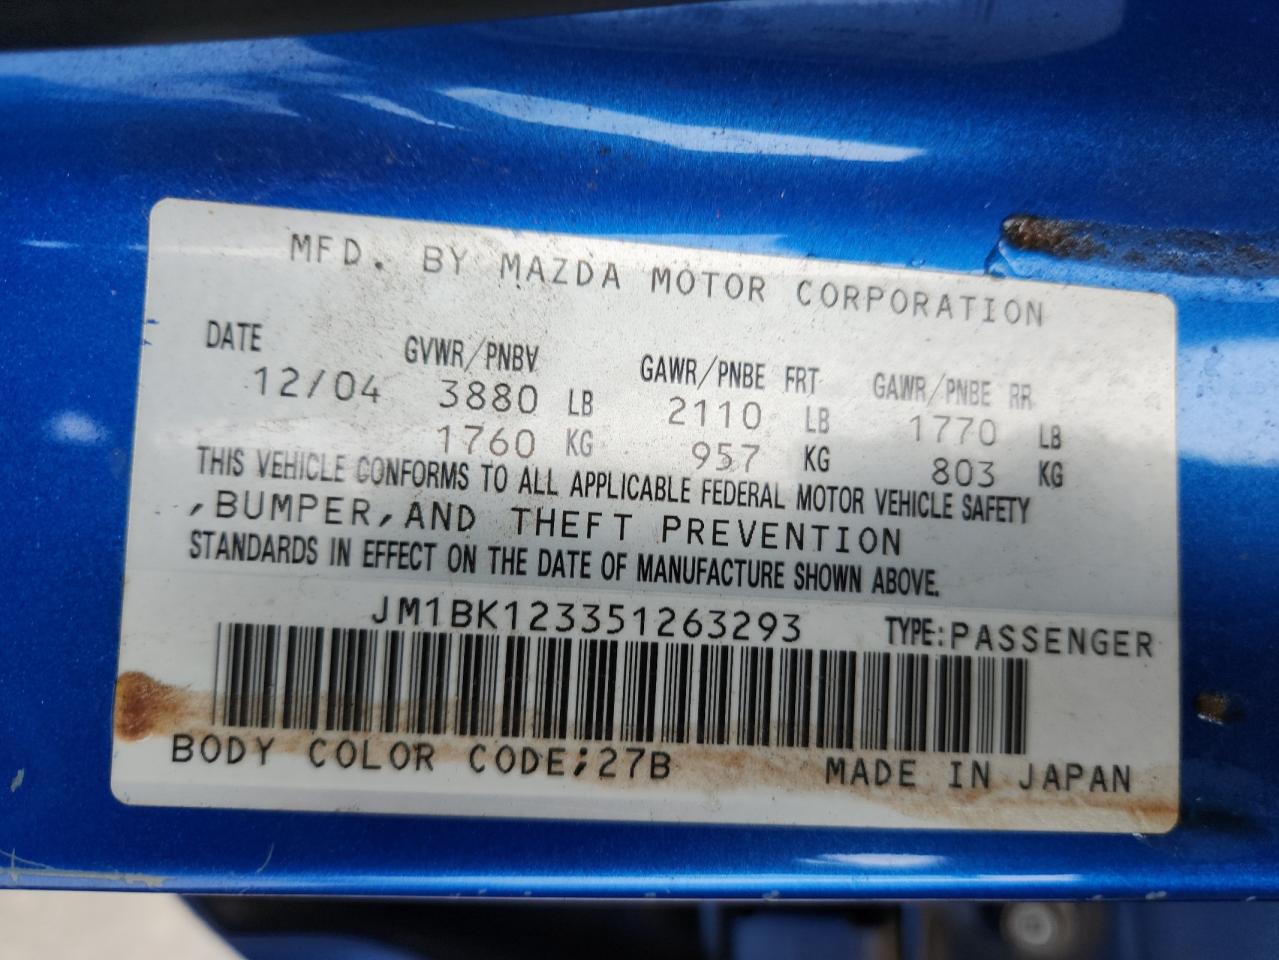 MFD. BY MAZDA MOTOR CORPORATION
DATE GVWR/PNBV GAWR/PNBE FRT GAWR/PNBE RR
12/04 3880 LB 2110 LB 1770 LB
1760 KG 957 KG 803 KG
THIS VEHICLE CONFORMS TO ALL APPLICABLE FEDERAL MOTOR VEHICLE SAFETY
,BUMPER,AND THEFT PREVENTION
STANDARDS IN EFFECT ON THE DATE OF MANUFACTURE SHOWN ABOVE.
JM1BK123351263293 TYPE:PASSENGER
BODY COLOR CODE;27B MADE IN JAPAN